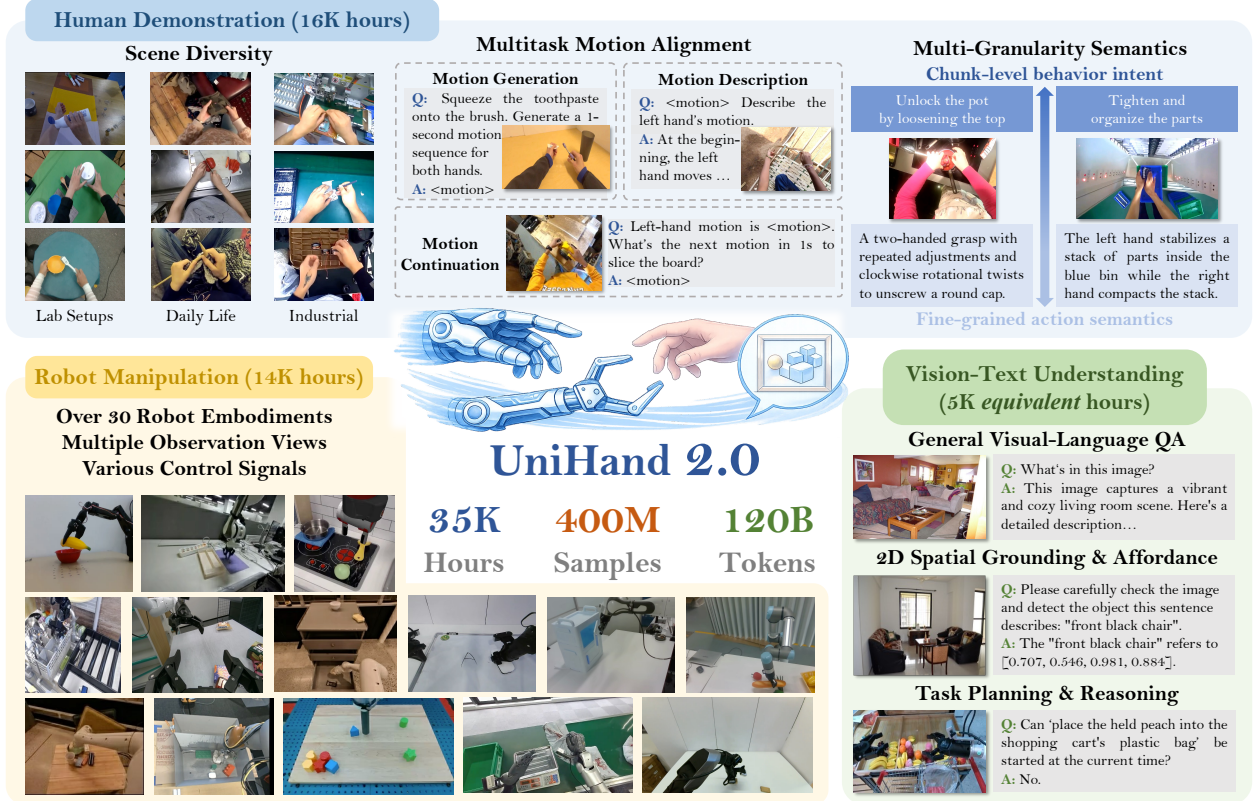 Human Demonstration (16K hours)
Scene Diversity
Lab Setups
Daily Life
Industrial
Multitask Motion Alignment
Motion Generation
Q: Squeeze the toothpaste
onto the brush. Generate a 1-
second motion
sequence for
both hands.
A: <motion>
Motion Description
Q: <motion> Describe the
left hand's motion.
A: At the begin-
ning, the left
hand moves …
Motion
Continuation
Q: Left-hand motion is <motion>.
What's the next motion in 1s to
slice the board?
A: <motion>
Multi-Granularity Semantics
Chunk-level behavior intent
Unlock the pot
by loosening the top
Tighten and
organize the parts
A two-handed grasp with
repeated adjustments and
clockwise rotational twists
to unscrew a round cap.
The left hand stabilizes a
stack of parts inside the
blue bin while the right
hand compacts the stack.
Fine-grained action semantics
Robot Manipulation (14K hours)
Over 30 Robot Embodiments
Multiple Observation Views
Various Control Signals
UniHand 2.0
35K
Hours
400M
Samples
120B
Tokens
Vision-Text Understanding
(5K equivalent hours)
General Visual-Language QA
Q: What's in this image?
A: This image captures a vibrant
and cozy living room scene. Here's a
detailed description…
2D Spatial Grounding & Affordance
Q: Please carefully check the image
and detect the object this sentence
describes: "front black chair".
A: The "front black chair" refers to
[0.707, 0.546, 0.981, 0.884].
Task Planning & Reasoning
Q: Can 'place the held peach into the
shopping cart's plastic bag' be
started at the current time?
A: No.